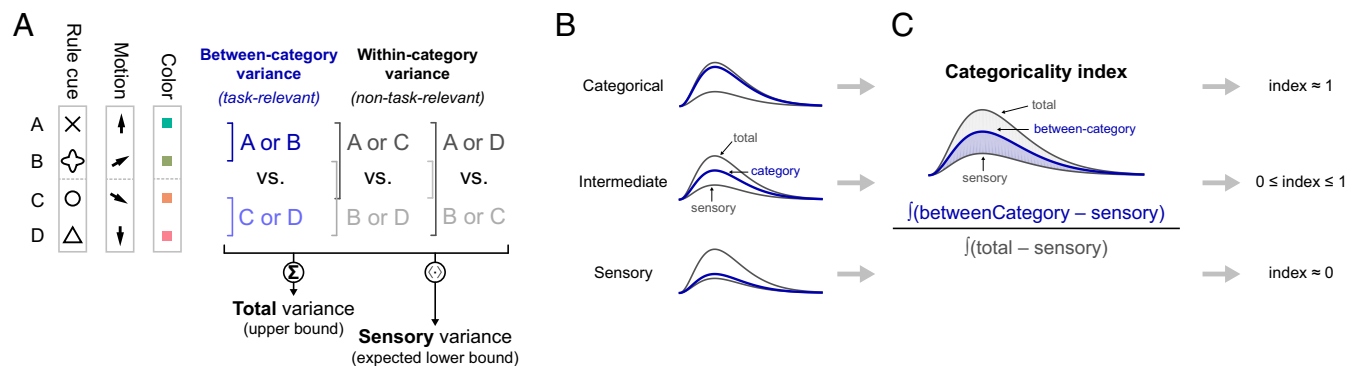 A
Rule cue
Motion
Color
A
B
C
D
Between-category
variance
(task-relevant)
Within-category
variance
(non-task-relevant)
A or B
vs.
C or D
A or C
vs.
B or D
A or D
vs.
B or C
Σ
⟨·⟩
Total variance
(upper bound)
Sensory variance
(expected lower bound)
B
Categorical
Intermediate
total
category
sensory
Sensory
C
Categoricality index
total
between-category
sensory
∫(betweenCategory – sensory)
∫(total – sensory)
index ≈ 1
0 ≤ index ≤ 1
index ≈ 0